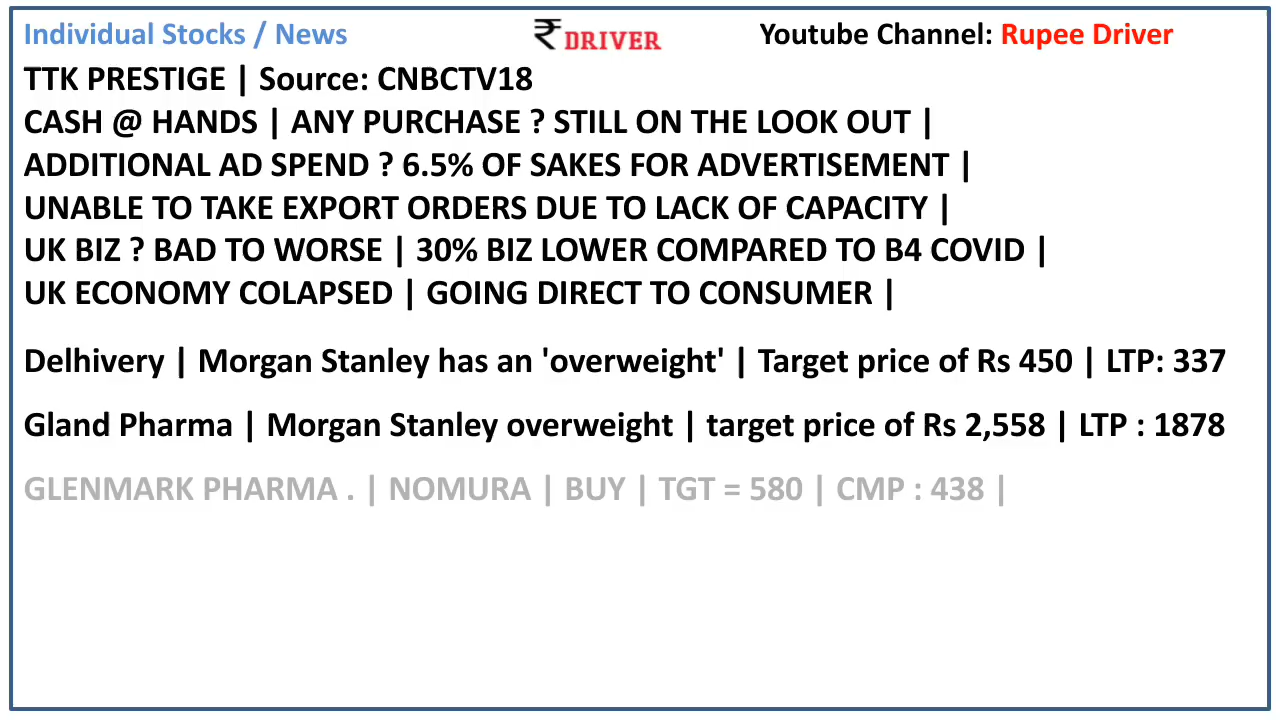 Individual Stocks / News
₹ DRIVER
Youtube Channel: Rupee Driver
TTK PRESTIGE | Source: CNBCTV18
CASH @ HANDS | ANY PURCHASE ? STILL ON THE LOOK OUT |
ADDITIONAL AD SPEND ? 6.5% OF SAKES FOR ADVERTISEMENT |
UNABLE TO TAKE EXPORT ORDERS DUE TO LACK OF CAPACITY |
UK BIZ ? BAD TO WORSE | 30% BIZ LOWER COMPARED TO B4 COVID |
UK ECONOMY COLAPSED | GOING DIRECT TO CONSUMER |
Delhivery | Morgan Stanley has an 'overweight' | Target price of Rs 450 | LTP: 337
Gland Pharma | Morgan Stanley overweight | target price of Rs 2,558 | LTP : 1878
GLENMARK PHARMA . | NOMURA | BUY | TGT = 580 | CMP : 438 |